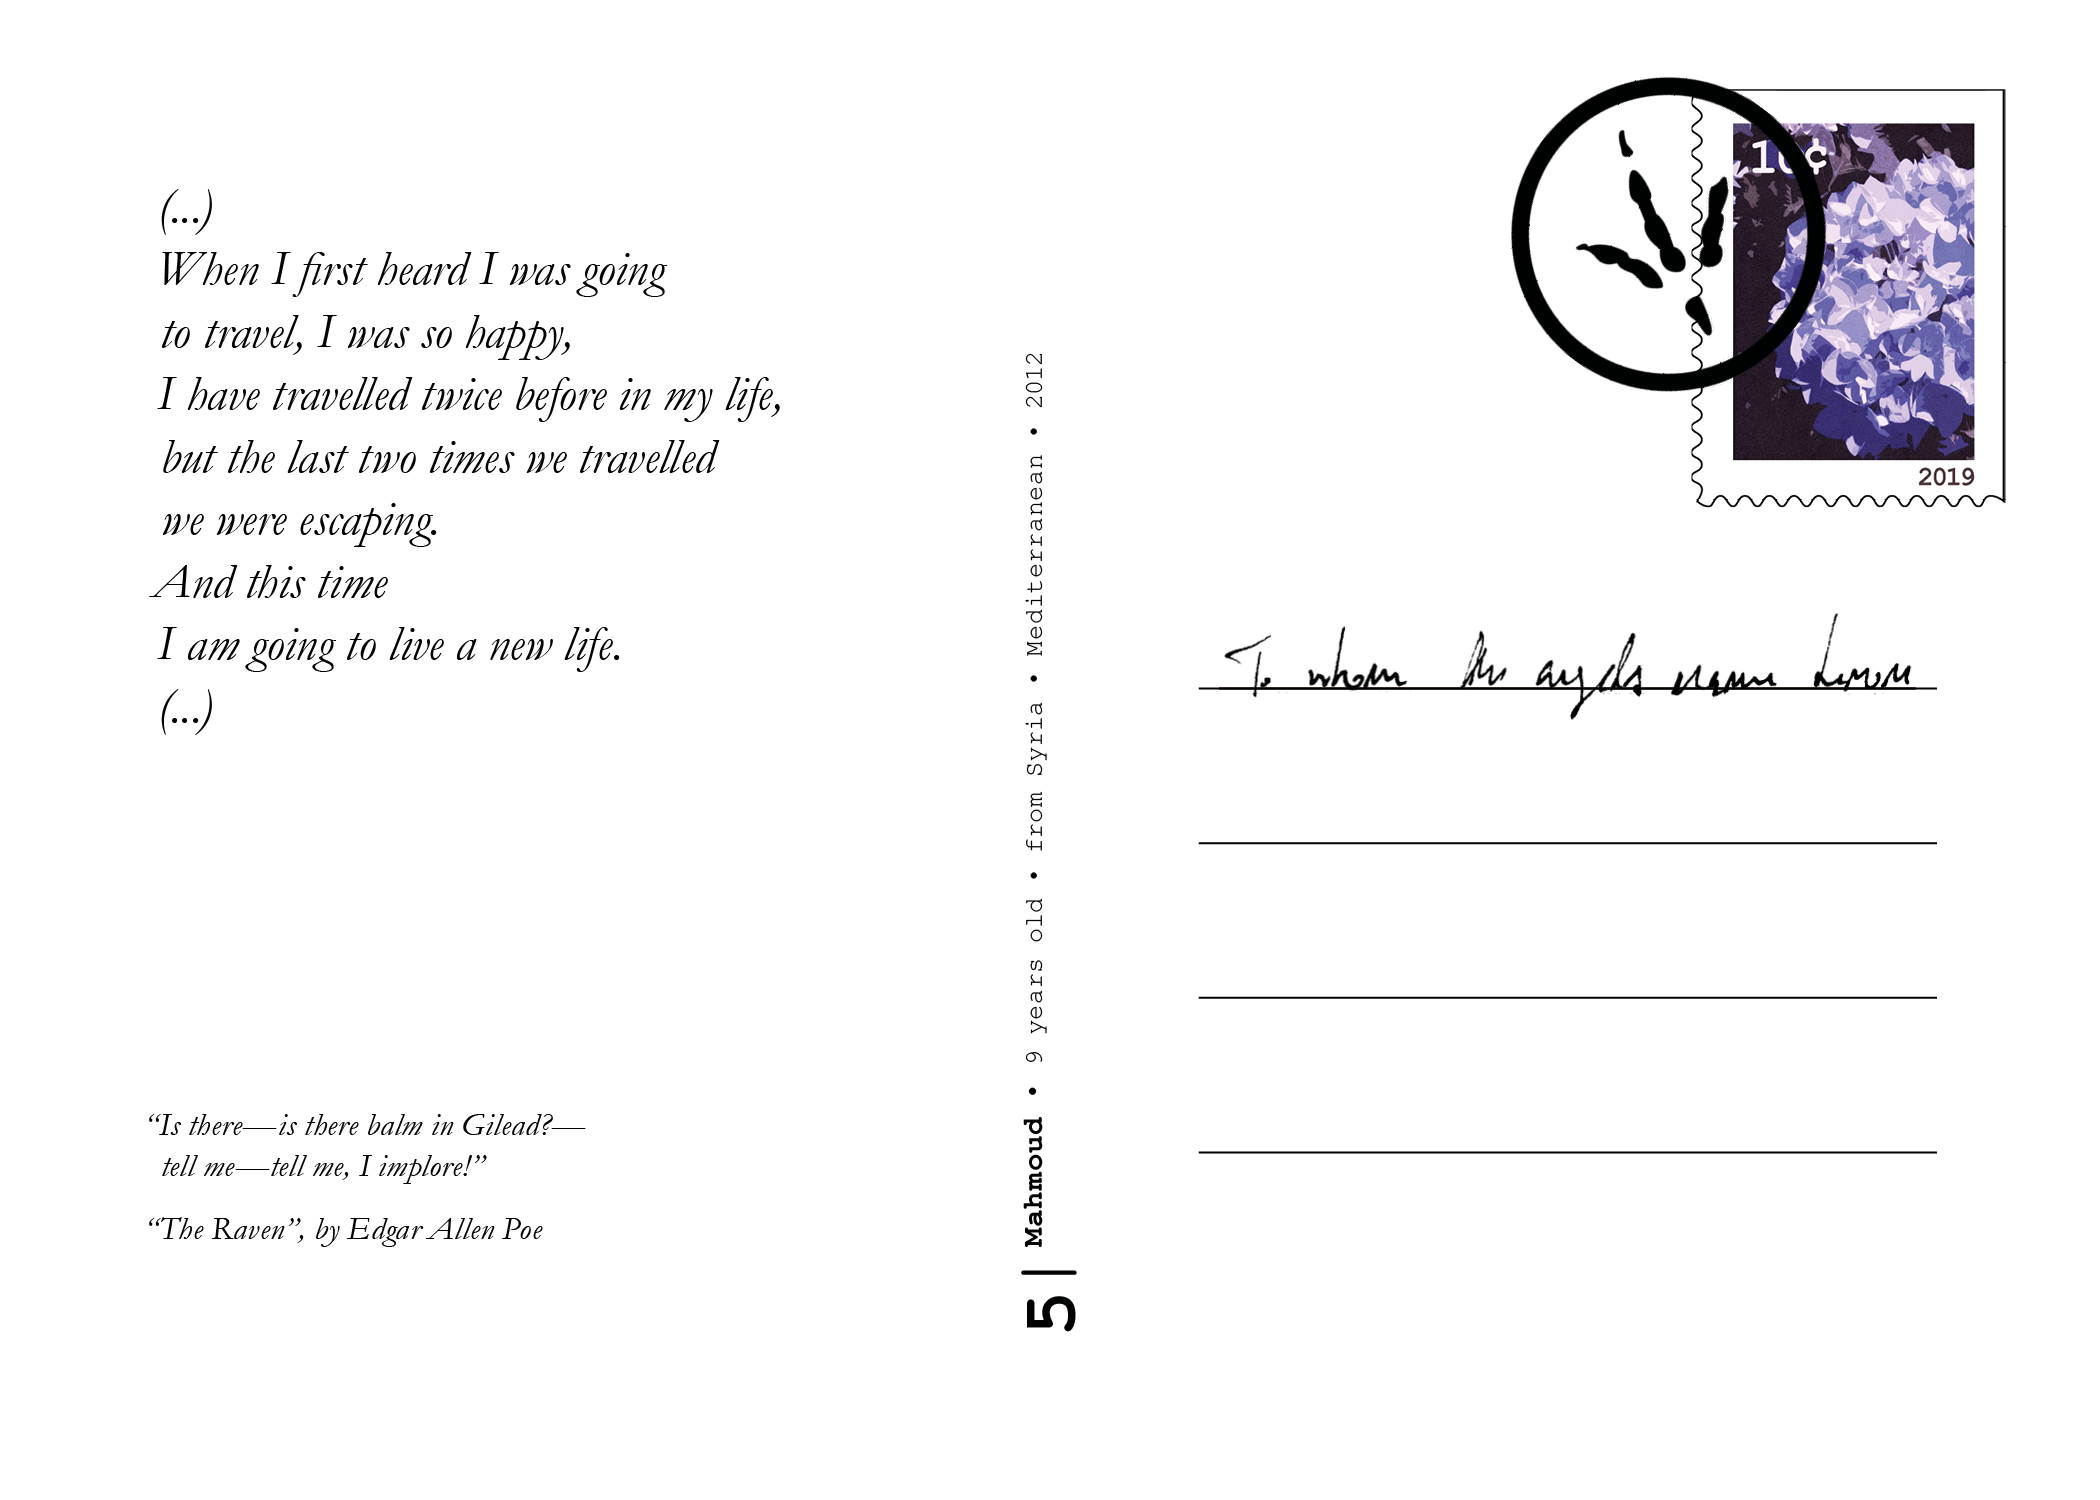 (...)
When I first heard I was going
to travel, I was so happy,
I have travelled twice before in my life,
but the last two times we travelled
we were escaping.
And this time
I am going to live a new life.
(...)
“Is there—is there balm in Gilead?—
tell me—tell me, I implore!”
“The Raven”, by Edgar Allen Poe
5 | Mahmoud • 9 years old • from Syria • Mediterranean • 2012
10¢
2019
To whom the angels name Lenore